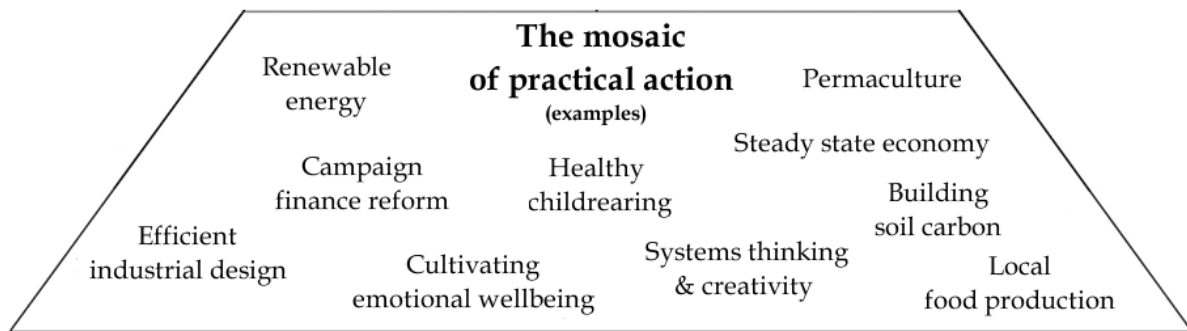 The mosaic
of practical action
(examples)
Renewable
energy
Permaculture
Steady state economy
Campaign
finance reform
Healthy
childrearing
Building
soil carbon
Efficient
industrial design
Cultivating
emotional wellbeing
Systems thinking
& creativity
Local
food production